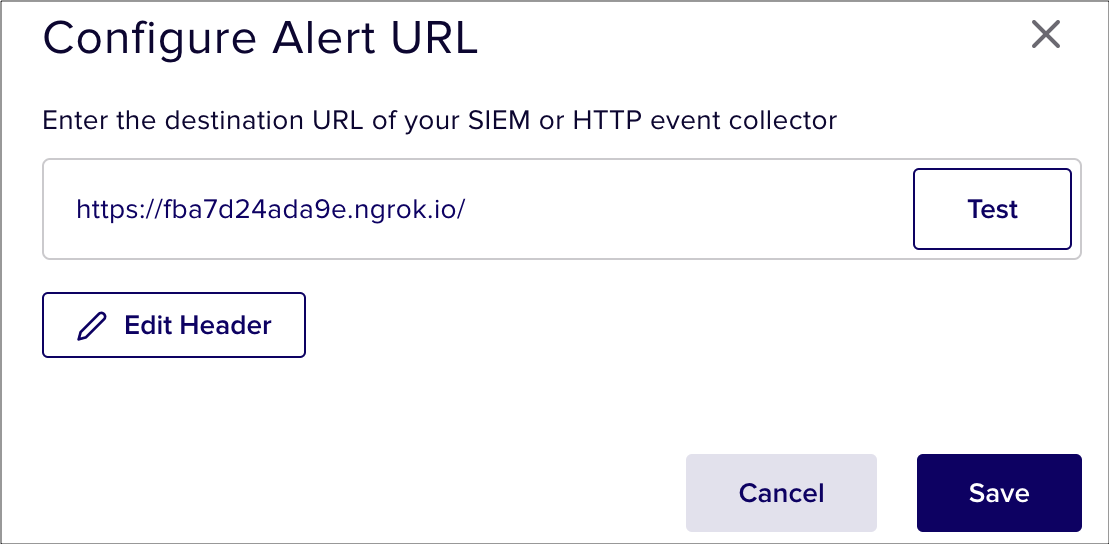 Configure Alert URL
Enter the destination URL of your SIEM or HTTP event collector
https://fba7d24ada9e.ngrok.io/
Test
Edit Header
Cancel
Save